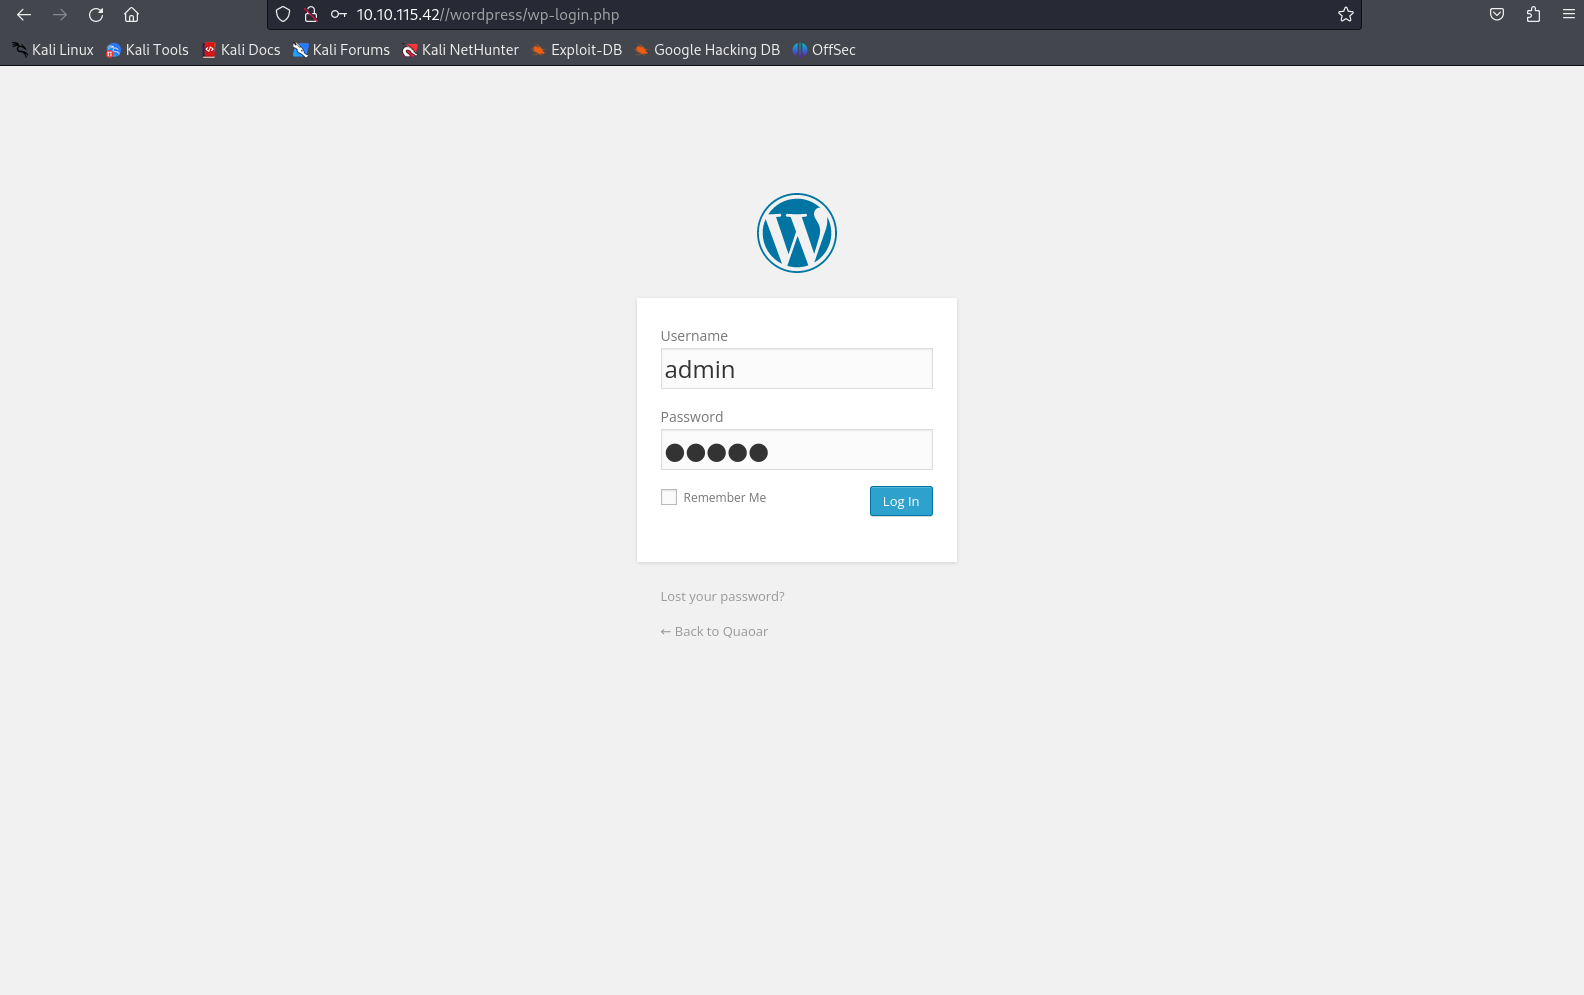 10.10.115.42//wordpress/wp-login.php
Kali Linux Kali Tools Kali Docs Kali Forums Kali NetHunter Exploit-DB Google Hacking DB OffSec
Username
admin
Password
●●●●●
Remember Me Log In
Lost your password?
← Back to Quaoar